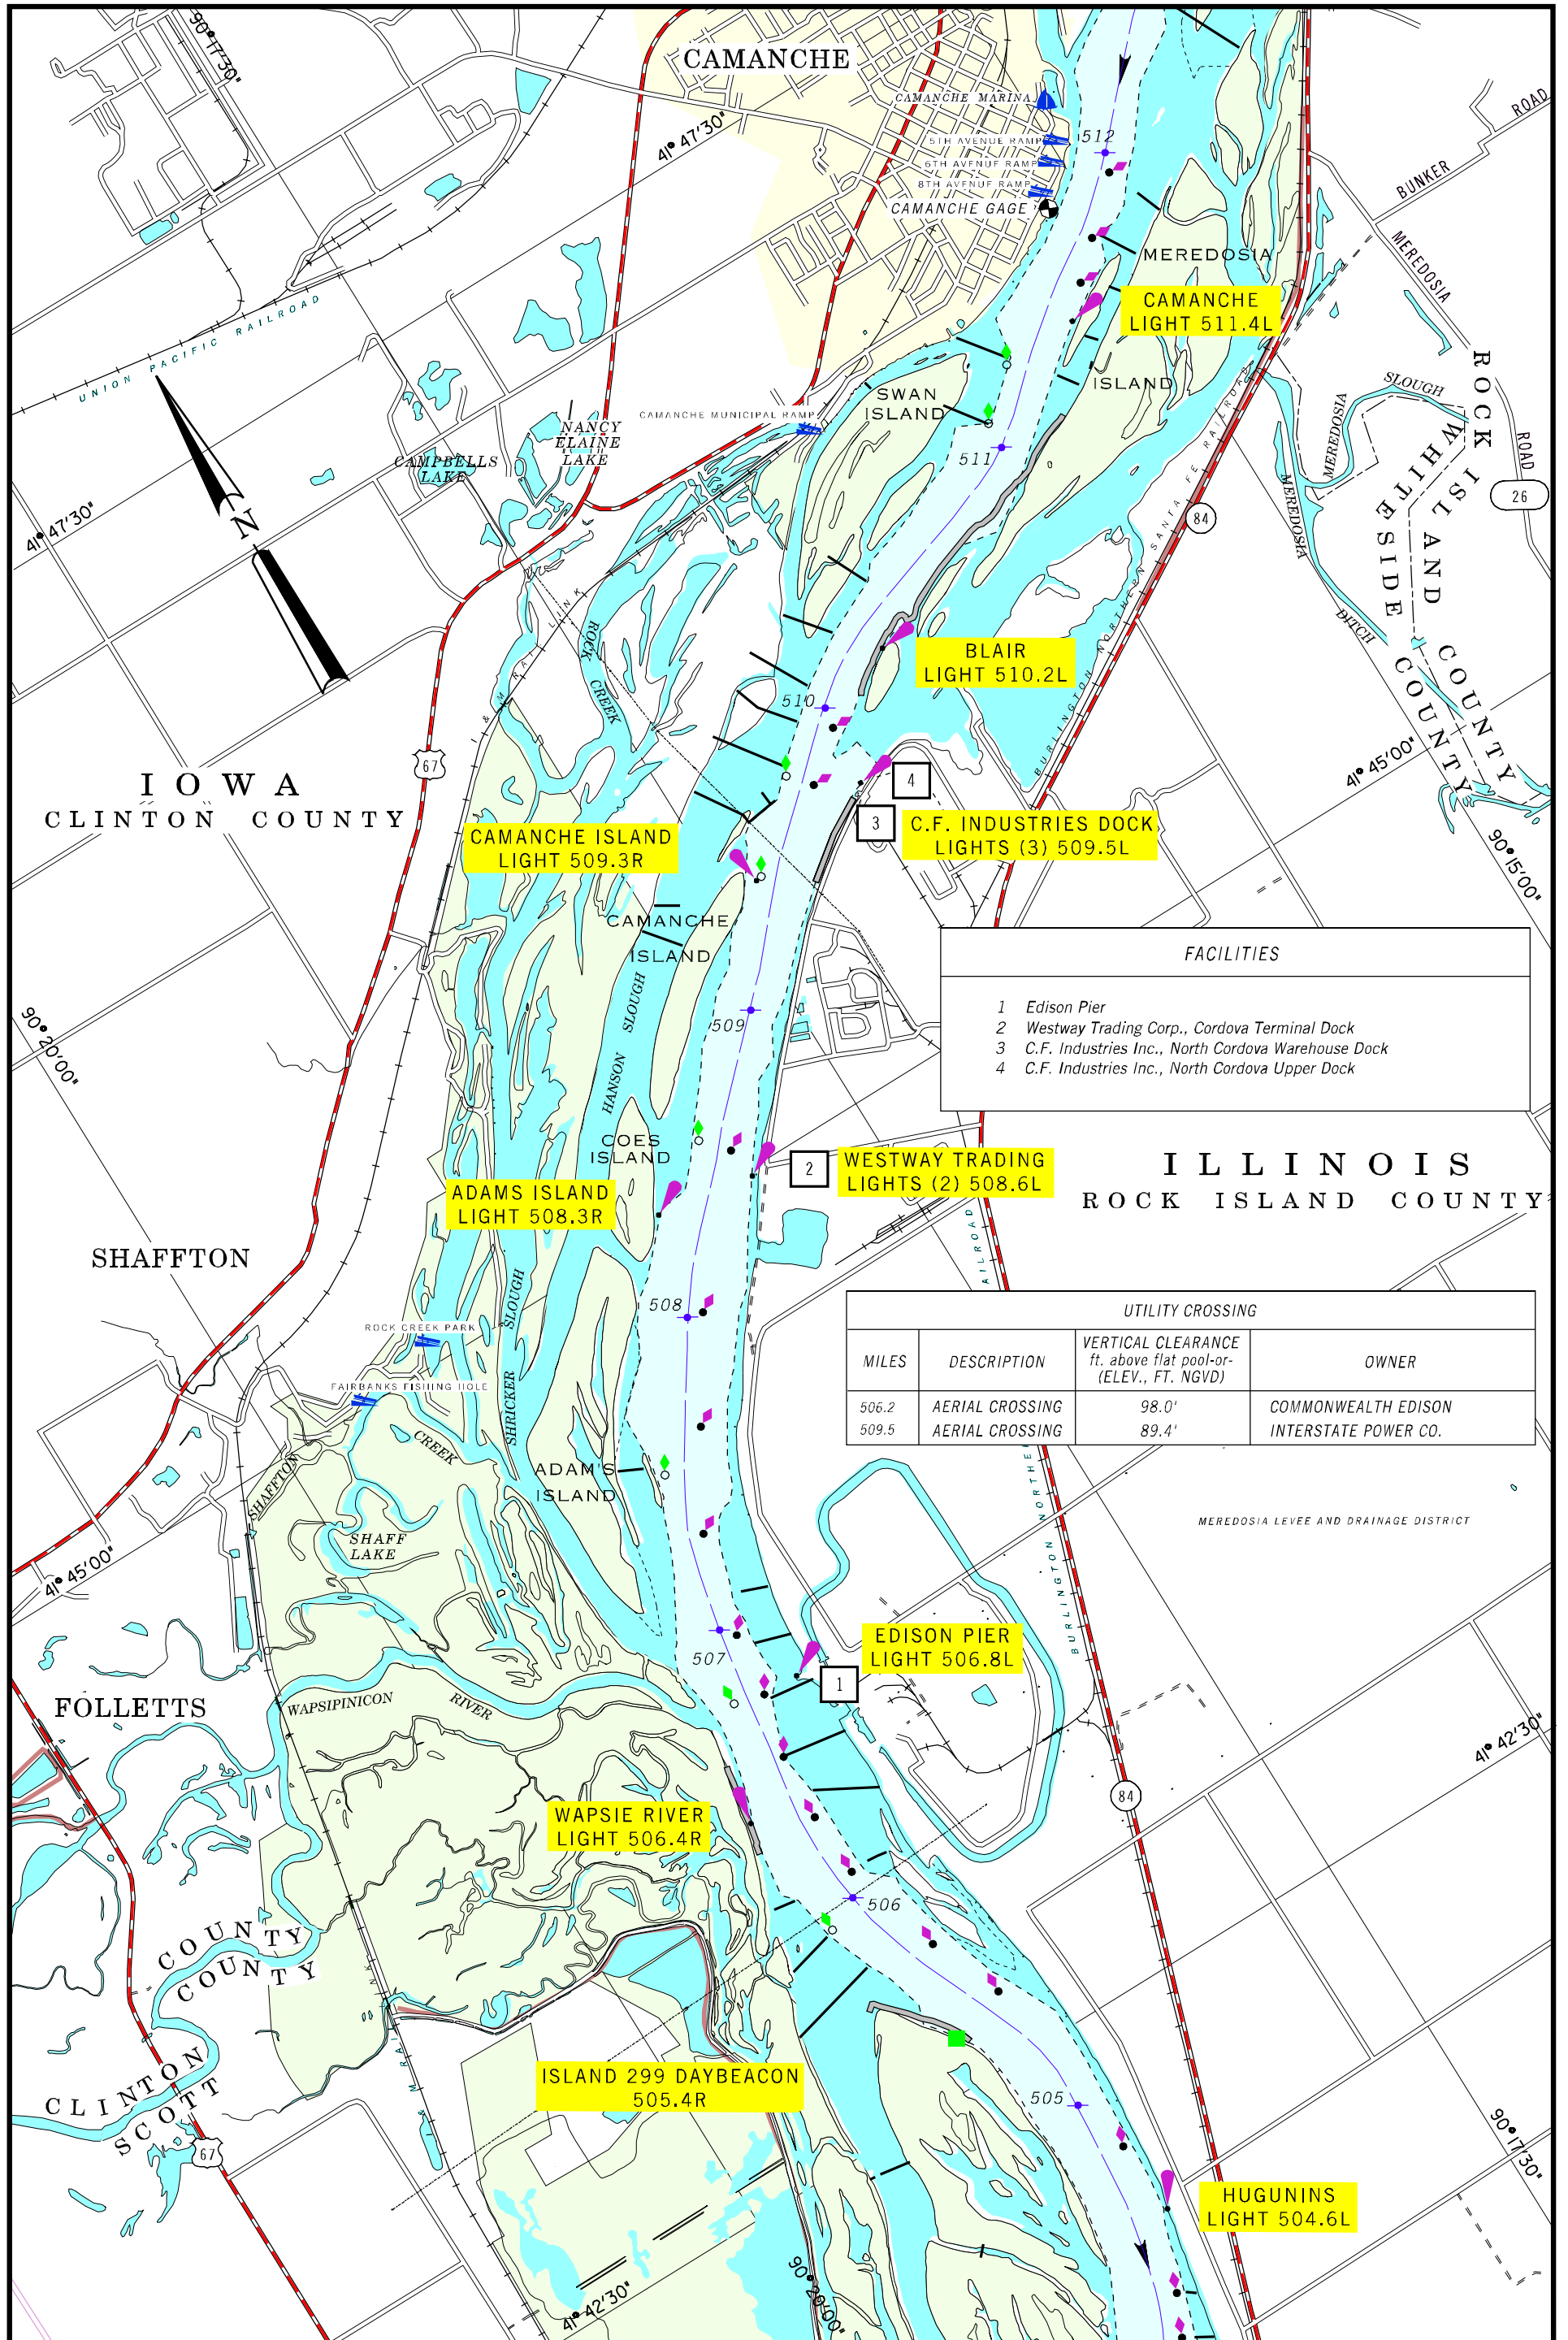 90°17'30"
CAMANCHE
41° 47'30"
CAMANCHE MARINA
5TH AVENUE RAMP
6TH AVENUE RAMP
8TH AVENUE RAMP
CAMANCHE GAGE
512
ROAD
BUNKER
MEREDOSIA
ROAD
26
MEREDOSIA
ISLAND
CAMANCHE
LIGHT 511.4L
UNION PACIFIC RAILROAD
SWAN
ISLAND
511
CAMANCHE MUNICIPAL RAMP
NANCY
ELAINE
LAKE
CAMPBELLS
LAKE
41° 47'30"
N
MEREDOSIA
SLOUGH
MEREDOSIA
DITCH
ROCK ISLAND COUNTY
WHITESIDE COUNTY
84
BURLINGTON NORTHERN SANTA FE RAILROAD
I & M RAIL LINK
ROCK
CREEK
BLAIR
LIGHT 510.2L
510
67
IOWA
CLINTON COUNTY
41° 45'00"
90°15'00"
4
3
C.F. INDUSTRIES DOCK
LIGHTS (3) 509.5L
CAMANCHE ISLAND
LIGHT 509.3R
CAMANCHE
ISLAND
HANSON SLOUGH
509
90°20'00"
FACILITIES
1 Edison Pier
2 Westway Trading Corp., Cordova Terminal Dock
3 C.F. Industries Inc., North Cordova Warehouse Dock
4 C.F. Industries Inc., North Cordova Upper Dock
COES
ISLAND
2
WESTWAY TRADING
LIGHTS (2) 508.6L
ADAMS ISLAND
LIGHT 508.3R
ILLINOIS
ROCK ISLAND COUNTY
SHAFFTON
508
SHRICKER SLOUGH
ROCK CREEK PARK
FAIRBANKS FISHING HOLE
UTILITY CROSSING
MILES DESCRIPTION VERTICAL CLEARANCE ft. above flat pool-or- (ELEV., FT. NGVD) OWNER
506.2 AERIAL CROSSING 98.0' COMMONWEALTH EDISON
509.5 AERIAL CROSSING 89.4' INTERSTATE POWER CO.
SHAFFTON
CREEK
ADAM'S
ISLAND
SHAFF
LAKE
MEREDOSIA LEVEE AND DRAINAGE DISTRICT
41° 45'00"
EDISON PIER
LIGHT 506.8L
507
1
FOLLETTS
WAPSIPINICON
RIVER
41° 42'30"
84
WAPSIE RIVER
LIGHT 506.4R
506
COUNTY
COUNTY
CLINTON
SCOTT
67
ISLAND 299 DAYBEACON
505.4R
505
90°17'30"
HUGUNINS
LIGHT 504.6L
90°20'00"
41° 42'30"